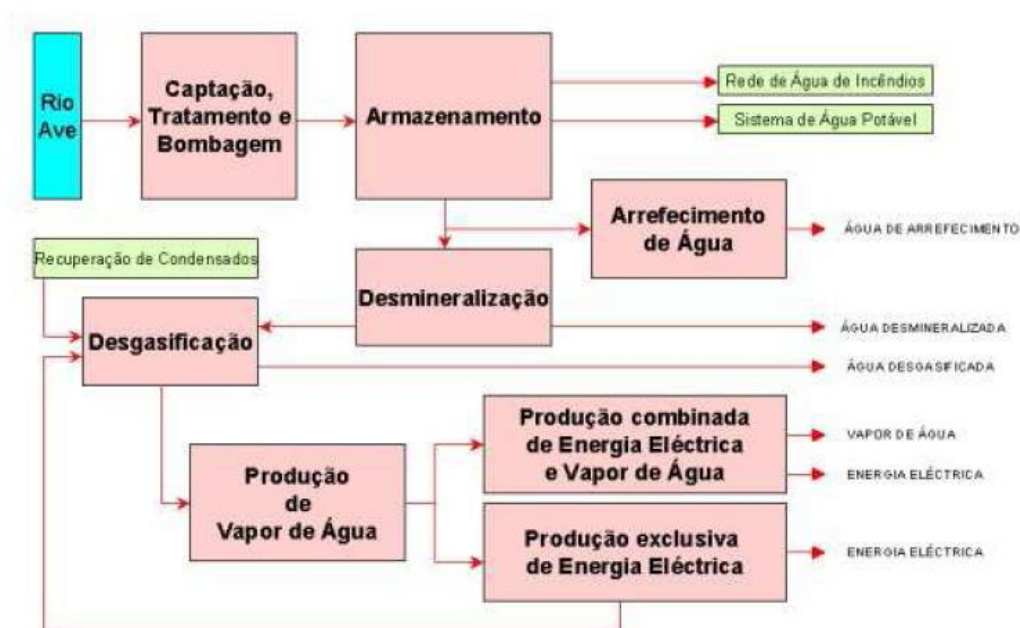 Rio
Ave
Captação,
Tratamento e
Bombagem
Armazenamento
Rede de Água de Incêndios
Sistema de Água Potável
Arrefecimento
de Água
ÁGUA DE ARREFECIMENTO
Recuperação de Condensados
Desmineralização
Desgasificação
ÁGUA DESMINERALIZADA
ÁGUA DESGASIFICADA
Produção combinada
de Energia Eléctrica
e Vapor de Água
VAPOR DE ÁGUA
ENERGIA ELÉCTRICA
Produção
de
Vapor de Água
Produção exclusiva
de Energia Eléctrica
ENERGIA ELÉCTRICA